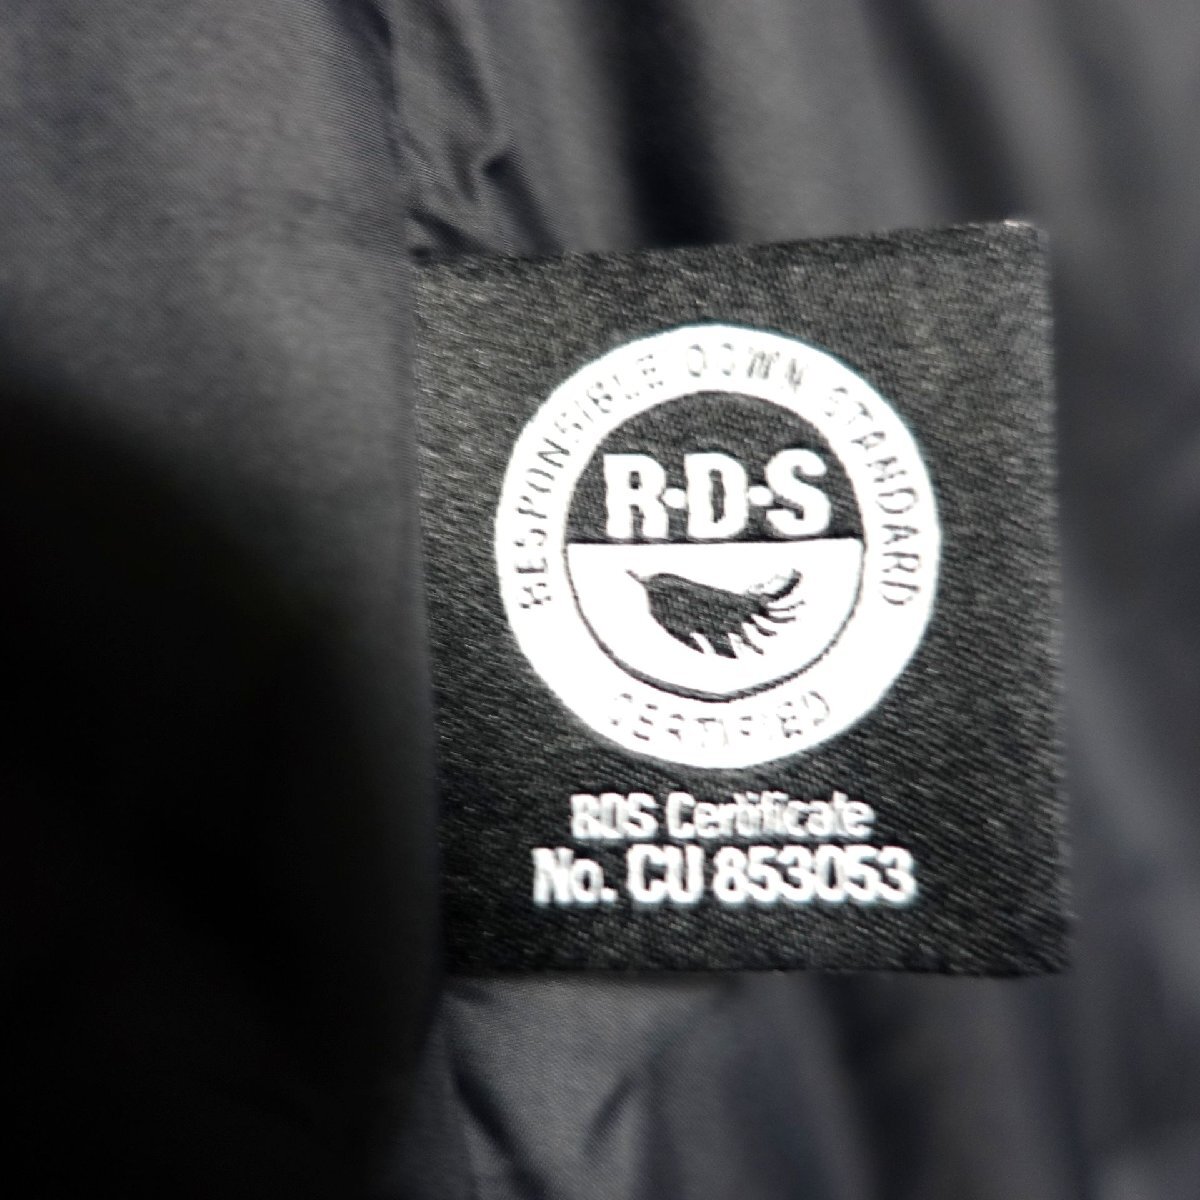 RESPONSIBLE DOWN STANDARD
R·D·S
CERTIFIED
RDS Certificate
No. CU 853053